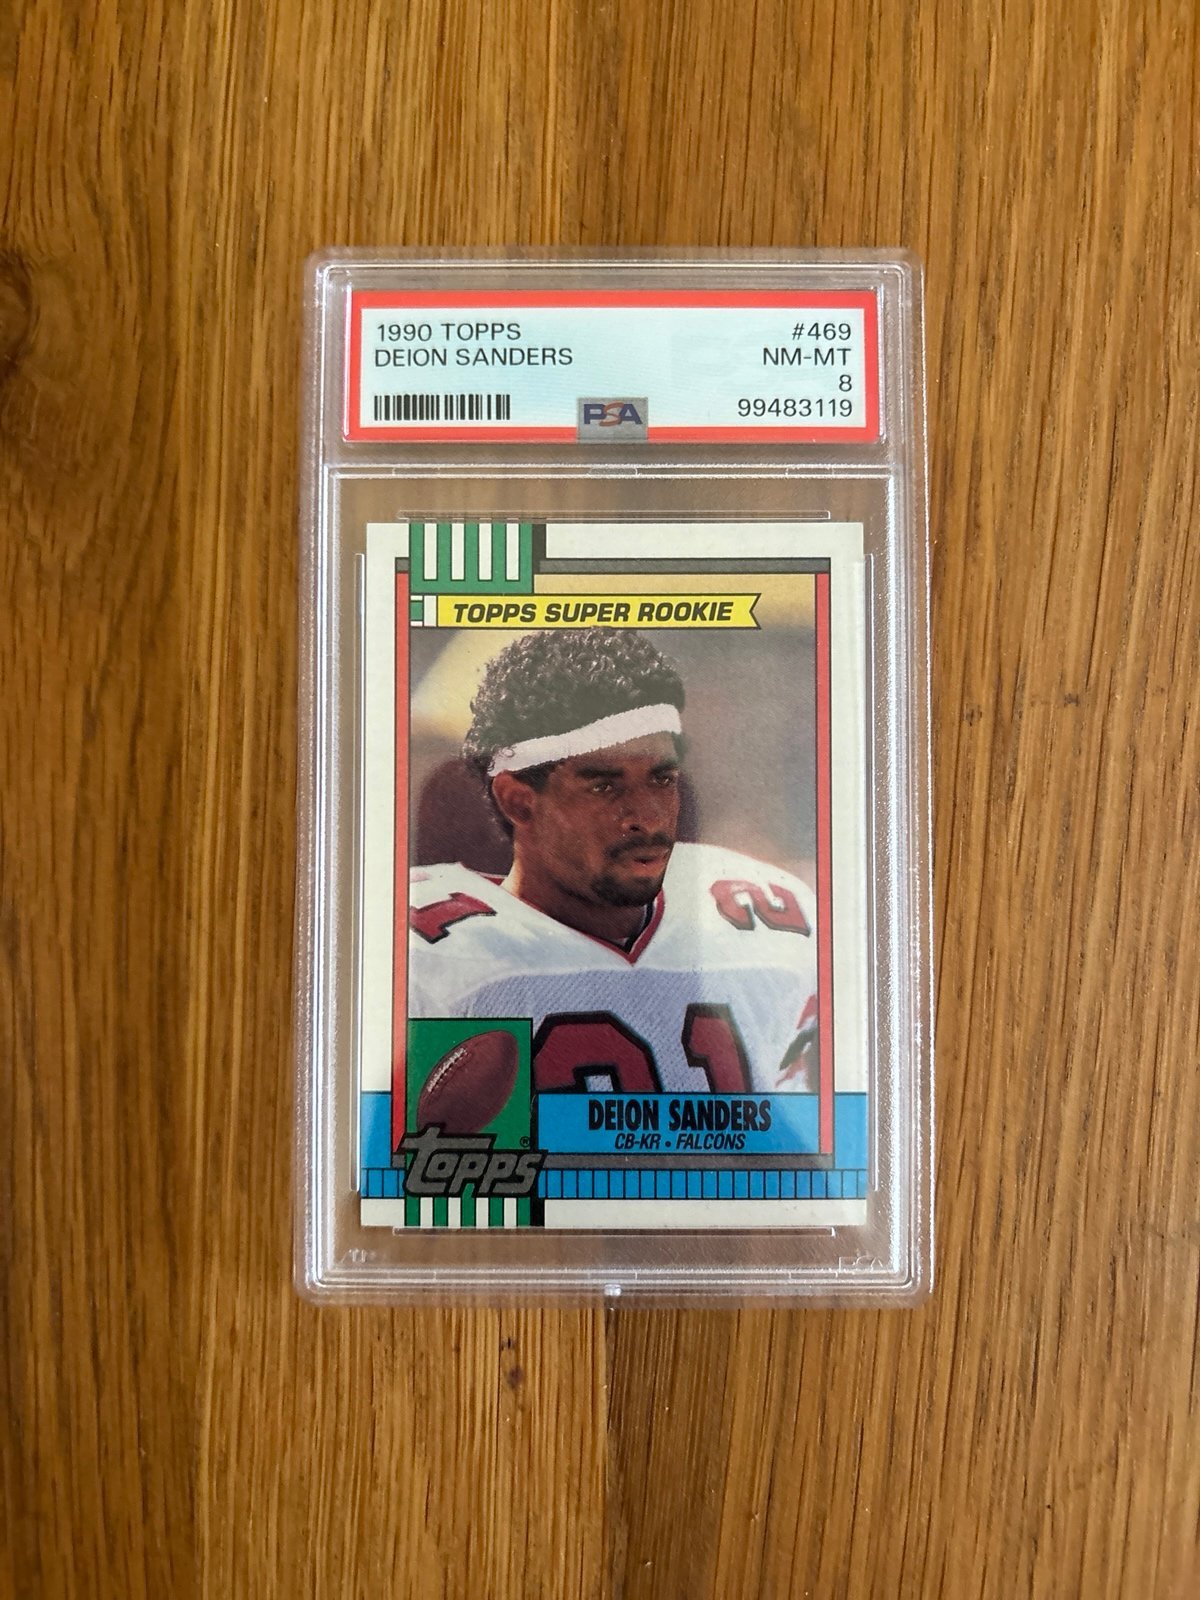 1990 TOPPS #469
DEION SANDERS NM-MT
8
PSA 99483119
TOPPS SUPER ROOKIE
21
2
21
DEION SANDERS
CB-KR • FALCONS
topps®